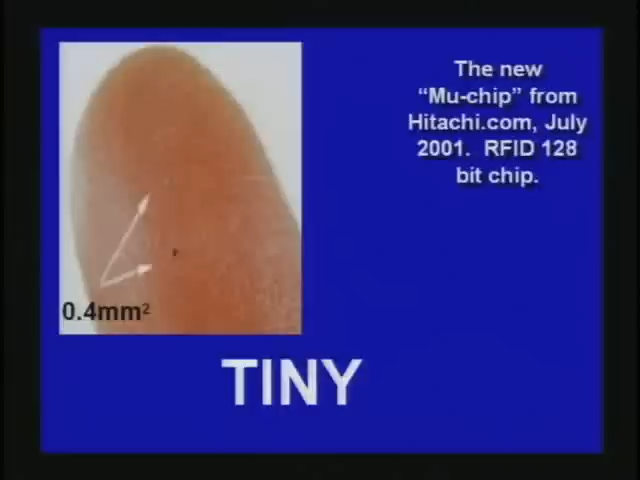 The new
“Mu-chip” from
Hitachi.com, July
2001. RFID 128
bit chip.
0.4mm²
TINY